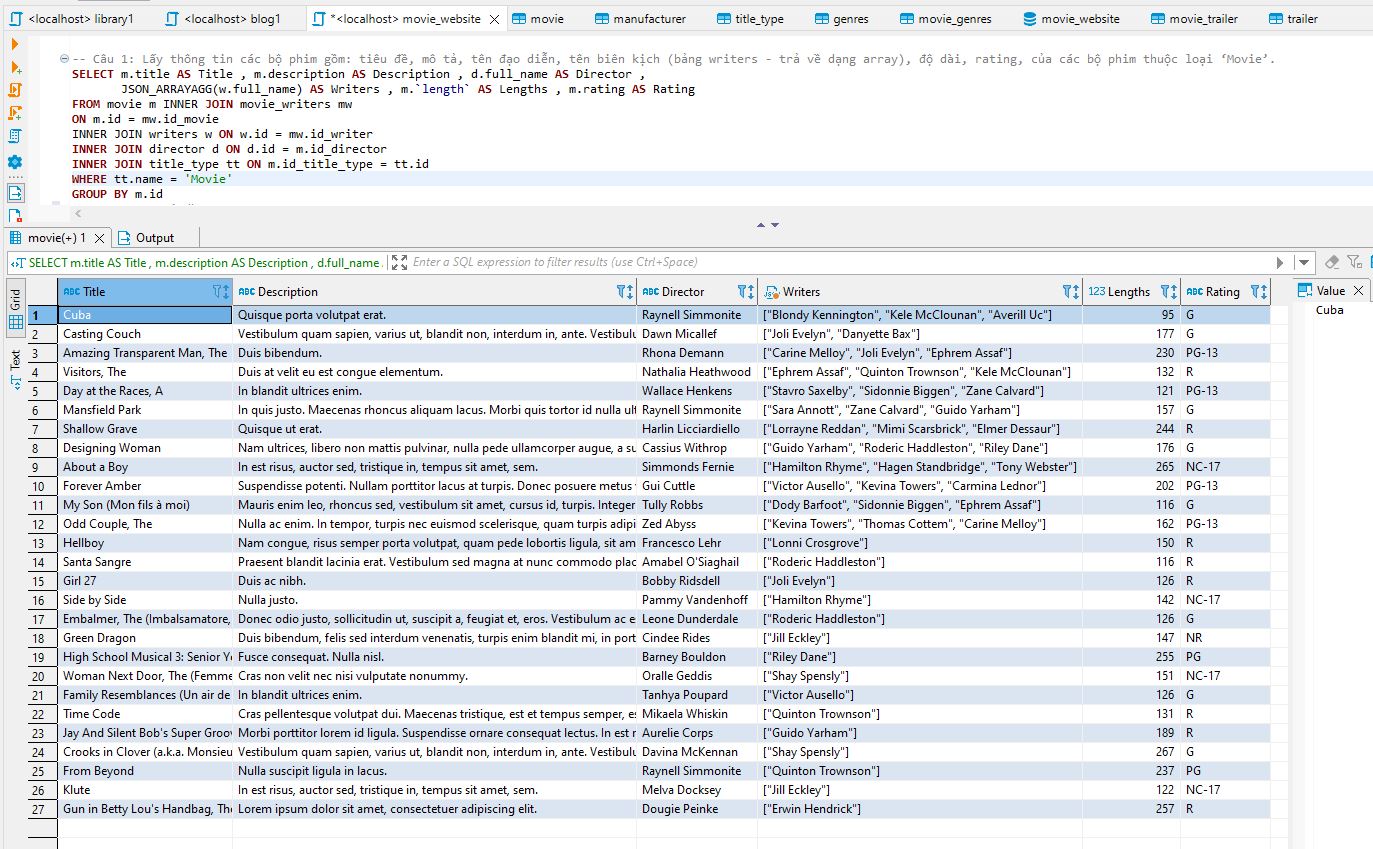 <localhost> library1 <localhost> blog1 *<localhost> movie_website movie manufacturer title_type genres movie_genres movie_website movie_trailer trailer
-- Câu 1: Lấy thông tin các bộ phim gồm: tiêu đề, mô tả, tên đạo diễn, tên biên kịch (bảng writers - trả về dạng array), độ dài, rating, của các bộ phim thuộc loại ‘Movie’.
SELECT m.title AS Title , m.description AS Description , d.full_name AS Director ,
JSON_ARRAYAGG(w.full_name) AS Writers , m.`length` AS Lengths , m.rating AS Rating
FROM movie m INNER JOIN movie_writers mw
ON m.id = mw.id_movie
INNER JOIN writers w ON w.id = mw.id_writer
INNER JOIN director d ON d.id = m.id_director
INNER JOIN title_type tt ON m.id_title_type = tt.id
WHERE tt.name = 'Movie'
GROUP BY m.id
movie(+) 1 Output
SELECT m.title AS Title , m.description AS Description , d.full_name Enter a SQL expression to filter results (use Ctrl+Space)
Grid
Text
ABC Title ABC Description ABC Director JSON Writers 123 Lengths ABC Rating Value
1 Cuba Quisque porta volutpat erat. Raynell Simmonite ["Blondy Kennington", "Kele McClounan", "Averill Uc"] 95 G Cuba
2 Casting Couch Vestibulum quam sapien, varius ut, blandit non, interdum in, ante. Vestibulu Dawn Micallef ["Joli Evelyn", "Danyette Bax"] 177 G
3 Amazing Transparent Man, The Duis bibendum. Rhona Demann ["Carine Melloy", "Joli Evelyn", "Ephrem Assaf"] 230 PG-13
4 Visitors, The Duis at velit eu est congue elementum. Nathalia Heathwood ["Ephrem Assaf", "Quinton Trownson", "Kele McClounan"] 132 R
5 Day at the Races, A In blandit ultrices enim. Wallace Henkens ["Stavro Saxelby", "Sidonnie Biggen", "Zane Calvard"] 121 PG-13
6 Mansfield Park In quis justo. Maecenas rhoncus aliquam lacus. Morbi quis tortor id nulla ult Raynell Simmonite ["Sara Annott", "Zane Calvard", "Guido Yarham"] 157 G
7 Shallow Grave Quisque ut erat. Harlin Licciardiello ["Lorrayne Reddan", "Mimi Scarsbrick", "Elmer Dessaur"] 244 R
8 Designing Woman Nam ultrices, libero non mattis pulvinar, nulla pede ullamcorper augue, a su Cassius Withrop ["Guido Yarham", "Roderic Haddleston", "Riley Dane"] 176 G
9 About a Boy In est risus, auctor sed, tristique in, tempus sit amet, sem. Simmonds Fernie ["Hamilton Rhyme", "Hagen Standbridge", "Tony Webster"] 265 NC-17
10 Forever Amber Suspendisse potenti. Nullam porttitor lacus at turpis. Donec posuere metus Gui Cuttle ["Victor Ausello", "Kevina Towers", "Carmina Lednor"] 202 PG-13
11 My Son (Mon fils à moi) Mauris enim leo, rhoncus sed, vestibulum sit amet, cursus id, turpis. Integer Tully Robbs ["Dody Barfoot", "Sidonnie Biggen", "Ephrem Assaf"] 116 G
12 Odd Couple, The Nulla ac enim. In tempor, turpis nec euismod scelerisque, quam turpis adipi Zed Abyss ["Kevina Towers", "Thomas Cottem", "Carine Melloy"] 162 PG-13
13 Hellboy Nam congue, risus semper porta volutpat, quam pede lobortis ligula, sit am Francesco Lehr ["Lonni Crosgrove"] 150 R
14 Santa Sangre Praesent blandit lacinia erat. Vestibulum sed magna at nunc commodo plac Amabel O'Siaghail ["Roderic Haddleston"] 116 R
15 Girl 27 Duis ac nibh. Bobby Ridsdell ["Joli Evelyn"] 126 R
16 Side by Side Nulla justo. Pammy Vandenhoff ["Hamilton Rhyme"] 142 NC-17
17 Embalmer, The (Imbalsamatore, Donec odio justo, sollicitudin ut, suscipit a, feugiat et, eros. Vestibulum ac e Leone Dunderdale ["Roderic Haddleston"] 126 G
18 Green Dragon Duis bibendum, felis sed interdum venenatis, turpis enim blandit mi, in port Cindee Rides ["Jill Eckley"] 147 NR
19 High School Musical 3: Senior Ye Fusce consequat. Nulla nisl. Barney Bouldon ["Riley Dane"] 255 PG
20 Woman Next Door, The (Femme Cras non velit nec nisi vulputate nonummy. Oralle Geddis ["Shay Spensly"] 151 NC-17
21 Family Resemblances (Un air de In blandit ultrices enim. Tanhya Poupard ["Victor Ausello"] 126 G
22 Time Code Cras pellentesque volutpat dui. Maecenas tristique, est et tempus semper, es Mikaela Whiskin ["Quinton Trownson"] 131 R
23 Jay And Silent Bob's Super Groov Morbi porttitor lorem id ligula. Suspendisse ornare consequat lectus. In est r Aurelie Corps ["Guido Yarham"] 189 R
24 Crooks in Clover (a.k.a. Monsieu Vestibulum quam sapien, varius ut, blandit non, interdum in, ante. Vestibulu Davina McKennan ["Shay Spensly"] 267 G
25 From Beyond Nulla suscipit ligula in lacus. Raynell Simmonite ["Quinton Trownson"] 237 PG
26 Klute In est risus, auctor sed, tristique in, tempus sit amet, sem. Melva Docksey ["Jill Eckley"] 122 NC-17
27 Gun in Betty Lou's Handbag, The Lorem ipsum dolor sit amet, consectetuer adipiscing elit. Dougie Peinke ["Erwin Hendrick"] 257 R